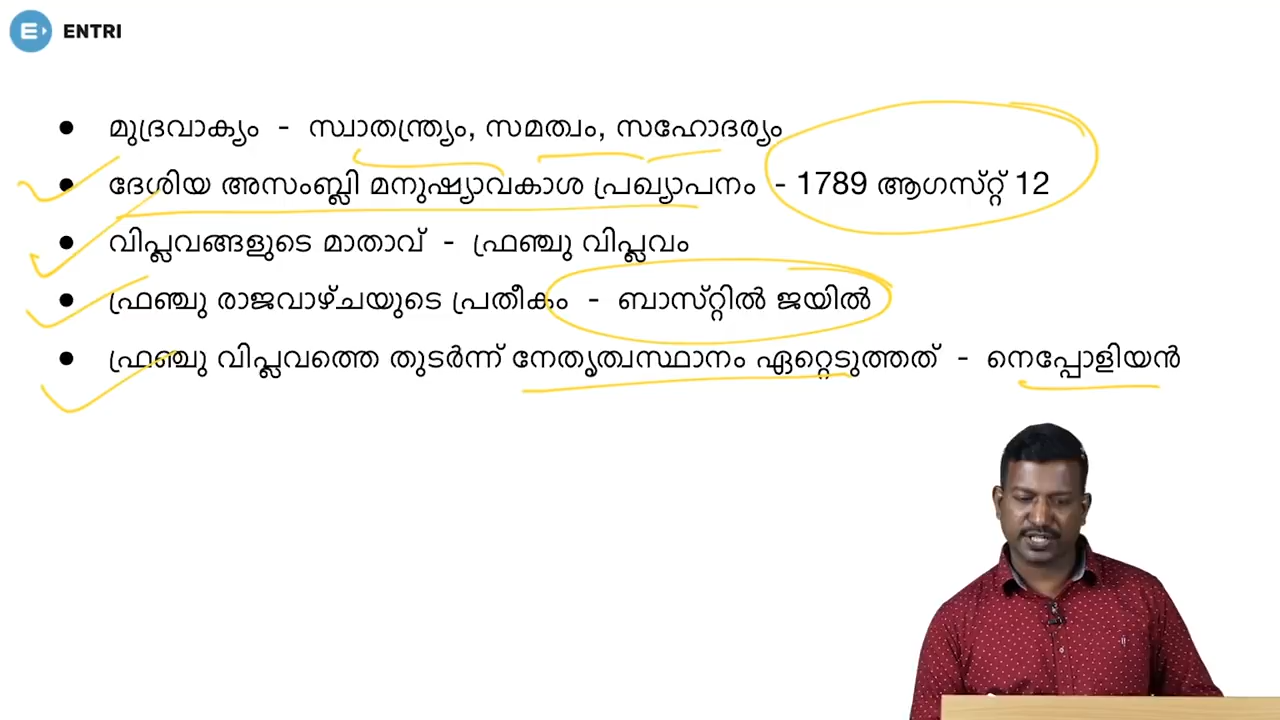 ENTRI
● മുദ്രവാക്യം - സ്വാതന്ത്ര്യം, സമത്വം, സഹോദര്യം
● ദേശിയ അസംബ്ലി മനുഷ്യാവകാശ പ്രഖ്യാപനം - 1789 ആഗസ്റ്റ് 12
● വിപ്ലവങ്ങളുടെ മാതാവ് - ഫ്രഞ്ചു വിപ്ലവം
● ഫ്രഞ്ചു രാജവാഴ്ചയുടെ പ്രതീകം - ബാസ്റ്റിൽ ജയിൽ
● ഫ്രഞ്ചു വിപ്ലവത്തെ തുടർന്ന് നേതൃത്വസ്ഥാനം ഏറ്റെടുത്തത് - നെപ്പോളിയൻ